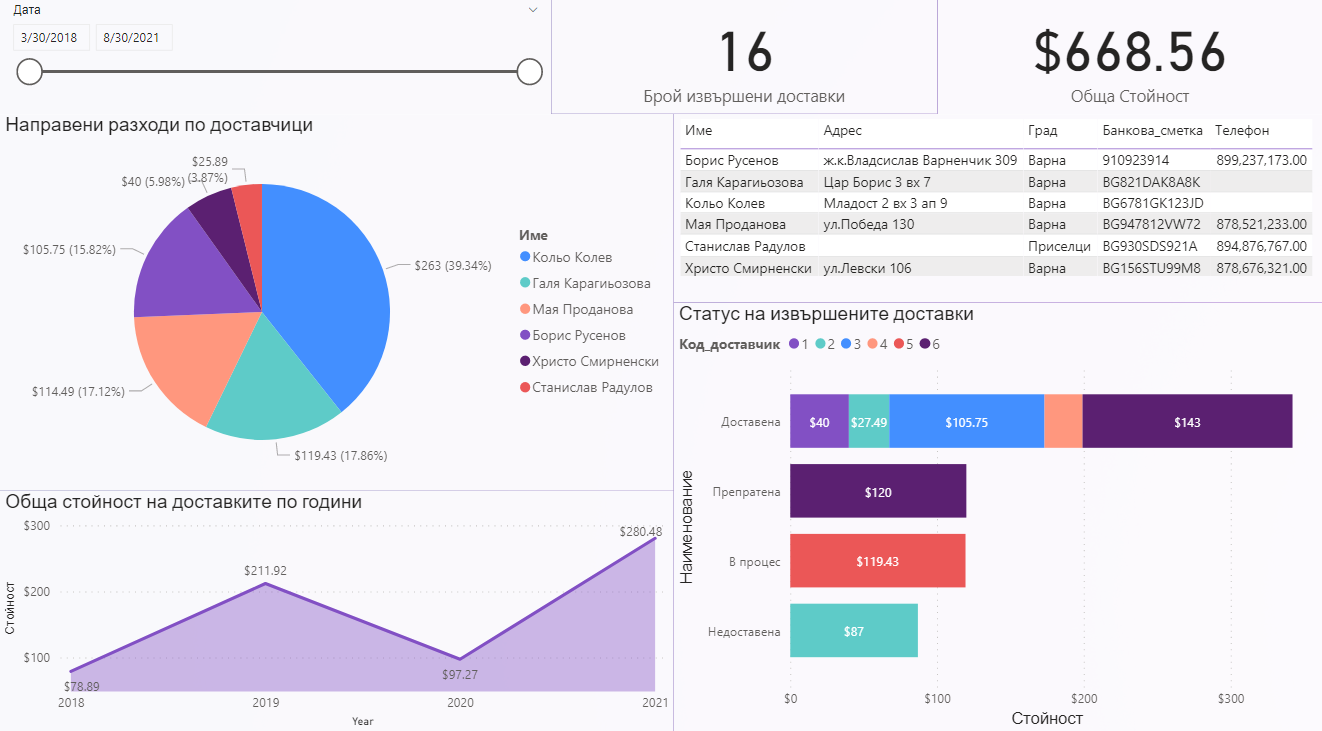 Дата
3/30/2018 8/30/2021
16
Брой извършени доставки
$668.56
Обща Стойност
Направени разходи по доставчици
$25.89
(3.87%)
$40 (5.98%)
$105.75 (15.82%)
$263 (39.34%)
$114.49 (17.12%)
$119.43 (17.86%)
Име
Кольо Колев
Галя Карагиьозова
Мая Проданова
Борис Русенов
Христо Смирненски
Станислав Радулов
Име Адрес Град Банкова_сметка Телефон
Борис Русенов ж.к.Владсислав Варненчик 309 Варна 910923914 899,237,173.00
Галя Карагиьозова Цар Борис 3 вх 7 Варна BG821DAK8A8K
Кольо Колев Младост 2 вх 3 ап 9 Варна BG6781GK123JD
Мая Проданова ул.Победа 130 Варна BG947812VW72 878,521,233.00
Станислав Радулов Приселци BG930SDS921A 894,876,767.00
Христо Смирненски ул.Левски 106 Варна BG156STU99M8 878,676,321.00
Обща стойност на доставките по години
Стойност
$300
$200
$100
$78.89
$211.92
$97.27
$280.48
2018 2019 2020 2021
Year
Статус на извършените доставки
Код_доставчик 1 2 3 4 5 6
Наименование
Доставена $40 $27.49 $105.75 $143
Препратена $120
В процес $119.43
Недоставена $87
$0 $100 $200 $300
Стойност